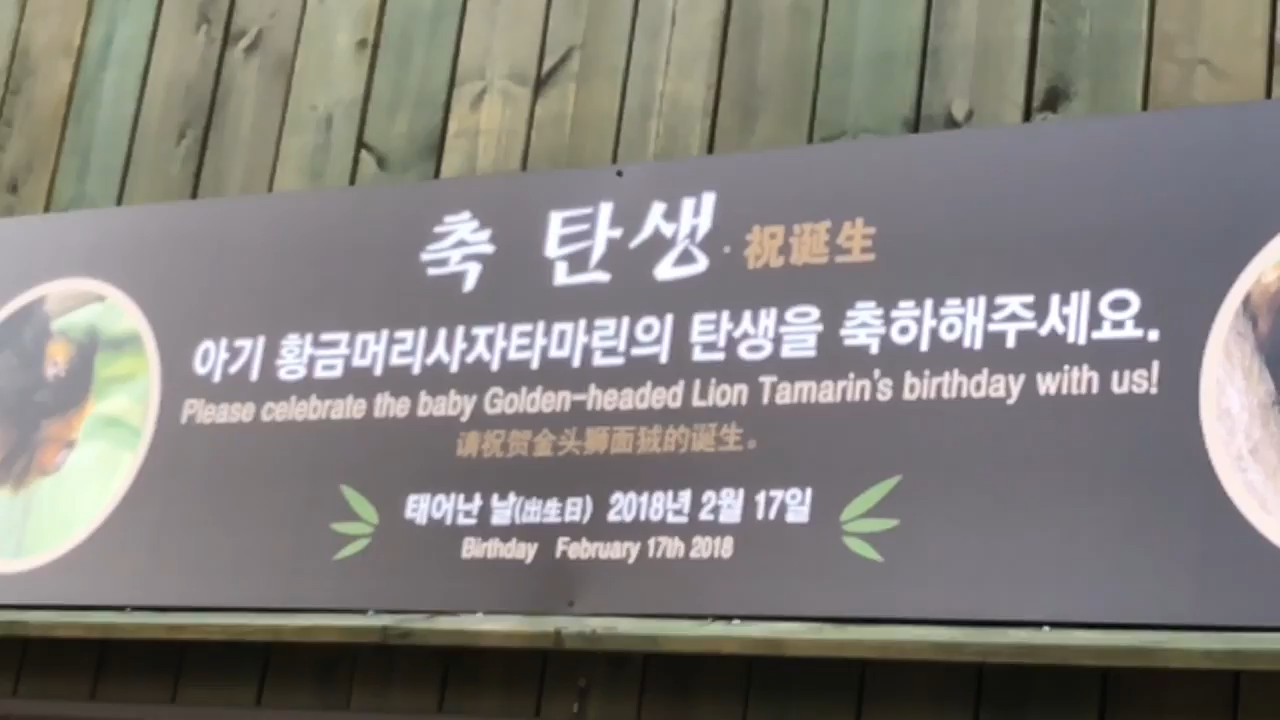 축 탄생 · 祝诞生
아기 황금머리사자타마린의 탄생을 축하해주세요.
Please celebrate the baby Golden-headed Lion Tamarin's birthday with us!
请祝贺金头狮面狨的诞生。
태어난 날(出生日) 2018년 2월 17일
Birthday February 17th 2018